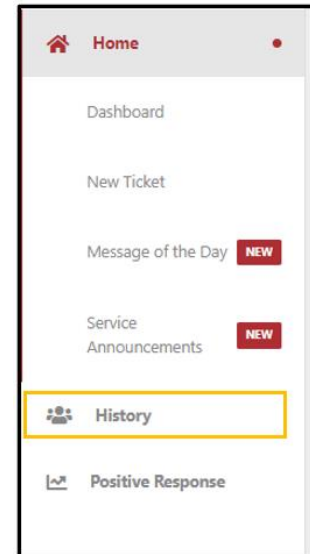 Home
Dashboard
New Ticket
Message of the Day NEW
Service
Announcements NEW
History
Positive Response